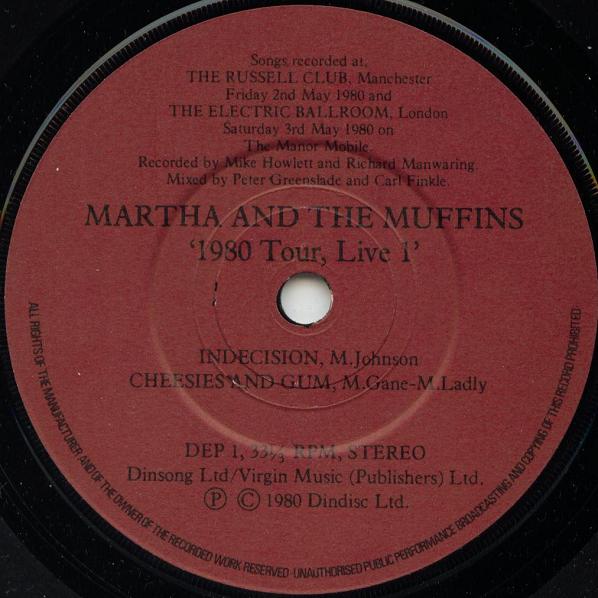 Songs recorded at,
THE RUSSELL CLUB, Manchester
Friday 2nd May 1980 and
THE ELECTRIC BALLROOM, London
Saturday 3rd May 1980 on
The Manor Mobile.
Recorded by Mike Howlett and Richard Manwaring.
Mixed by Peter Greenslade and Carl Finkle.
MARTHA AND THE MUFFINS
‘1980 Tour, Live 1’
INDECISION, M.Johnson
CHEESIES AND GUM, M.Gane-M.Ladly
DEP 1, 33⅓ RPM, STEREO
Dinsong Ltd/Virgin Music (Publishers) Ltd.
Ⓟ © 1980 Dindisc Ltd.
ALL RIGHTS OF THE MANUFACTURER AND OF THE OWNER OF THE RECORDED WORK RESERVED · UNAUTHORISED PUBLIC PERFORMANCE BROADCASTING AND COPYING OF THIS RECORD PROHIBITED ·